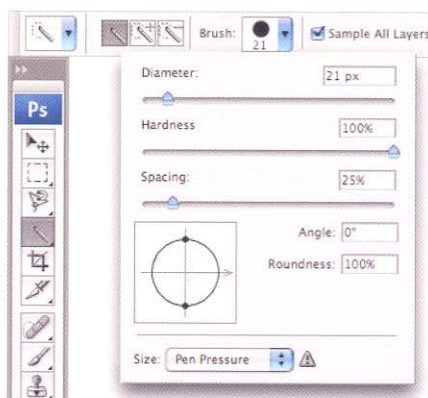 Brush: 21 Sample All Layers
Ps
Diameter: 21 px
Hardness 100%
Spacing: 25%
Angle: 0°
Roundness: 100%
Size: Pen Pressure